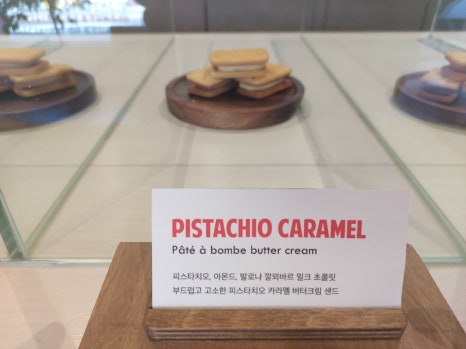 PISTACHIO CARAMEL
Pâté à bombe butter cream
피스타치오, 아몬드, 발로나 깔뙤바르 밀크 초콜릿
부드럽고 고소한 피스타치오 카라멜 버터크림 샌드